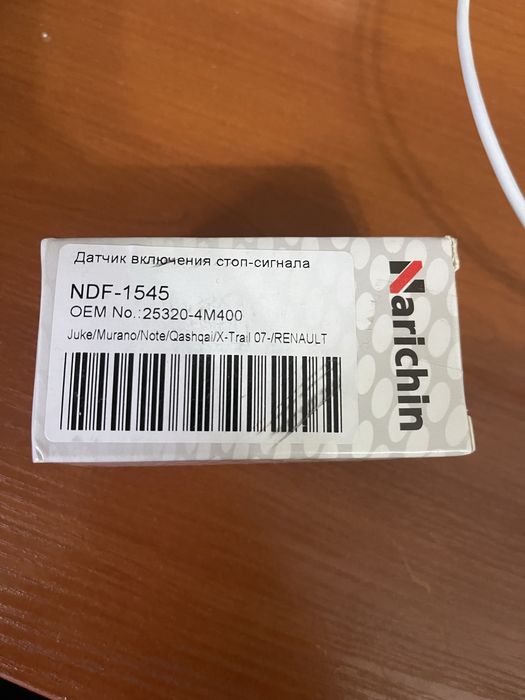 Датчик включения стоп-сигнала
NDF-1545
OEM No.:25320-4M400
Juke/Murano/Note/Qashqai/X-Trail 07-/RENAULT
Narichin